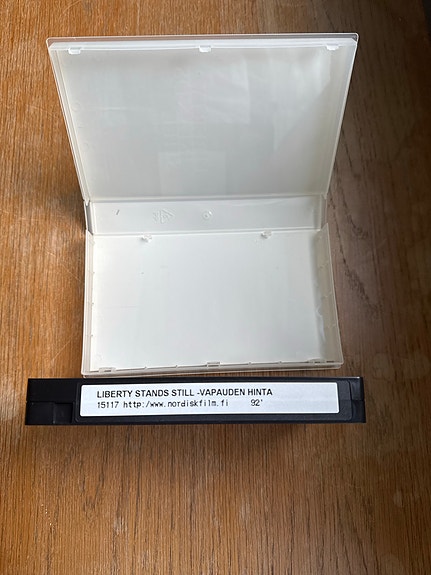 LIBERTY STANDS STILL -VAPAUDEN HINTA
15117 http:/www.nordiskfilm.fi 92'